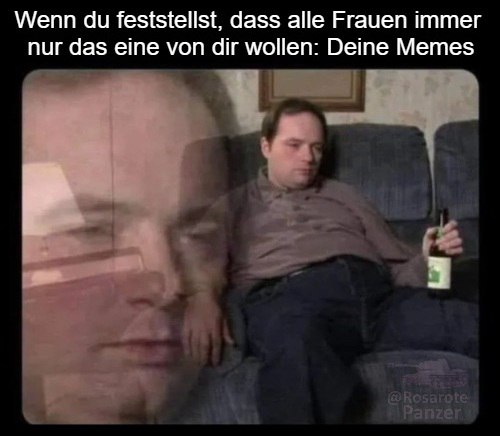 Wenn du feststellst, dass alle Frauen immer
nur das eine von dir wollen: Deine Memes
@Rosarote
Panzer